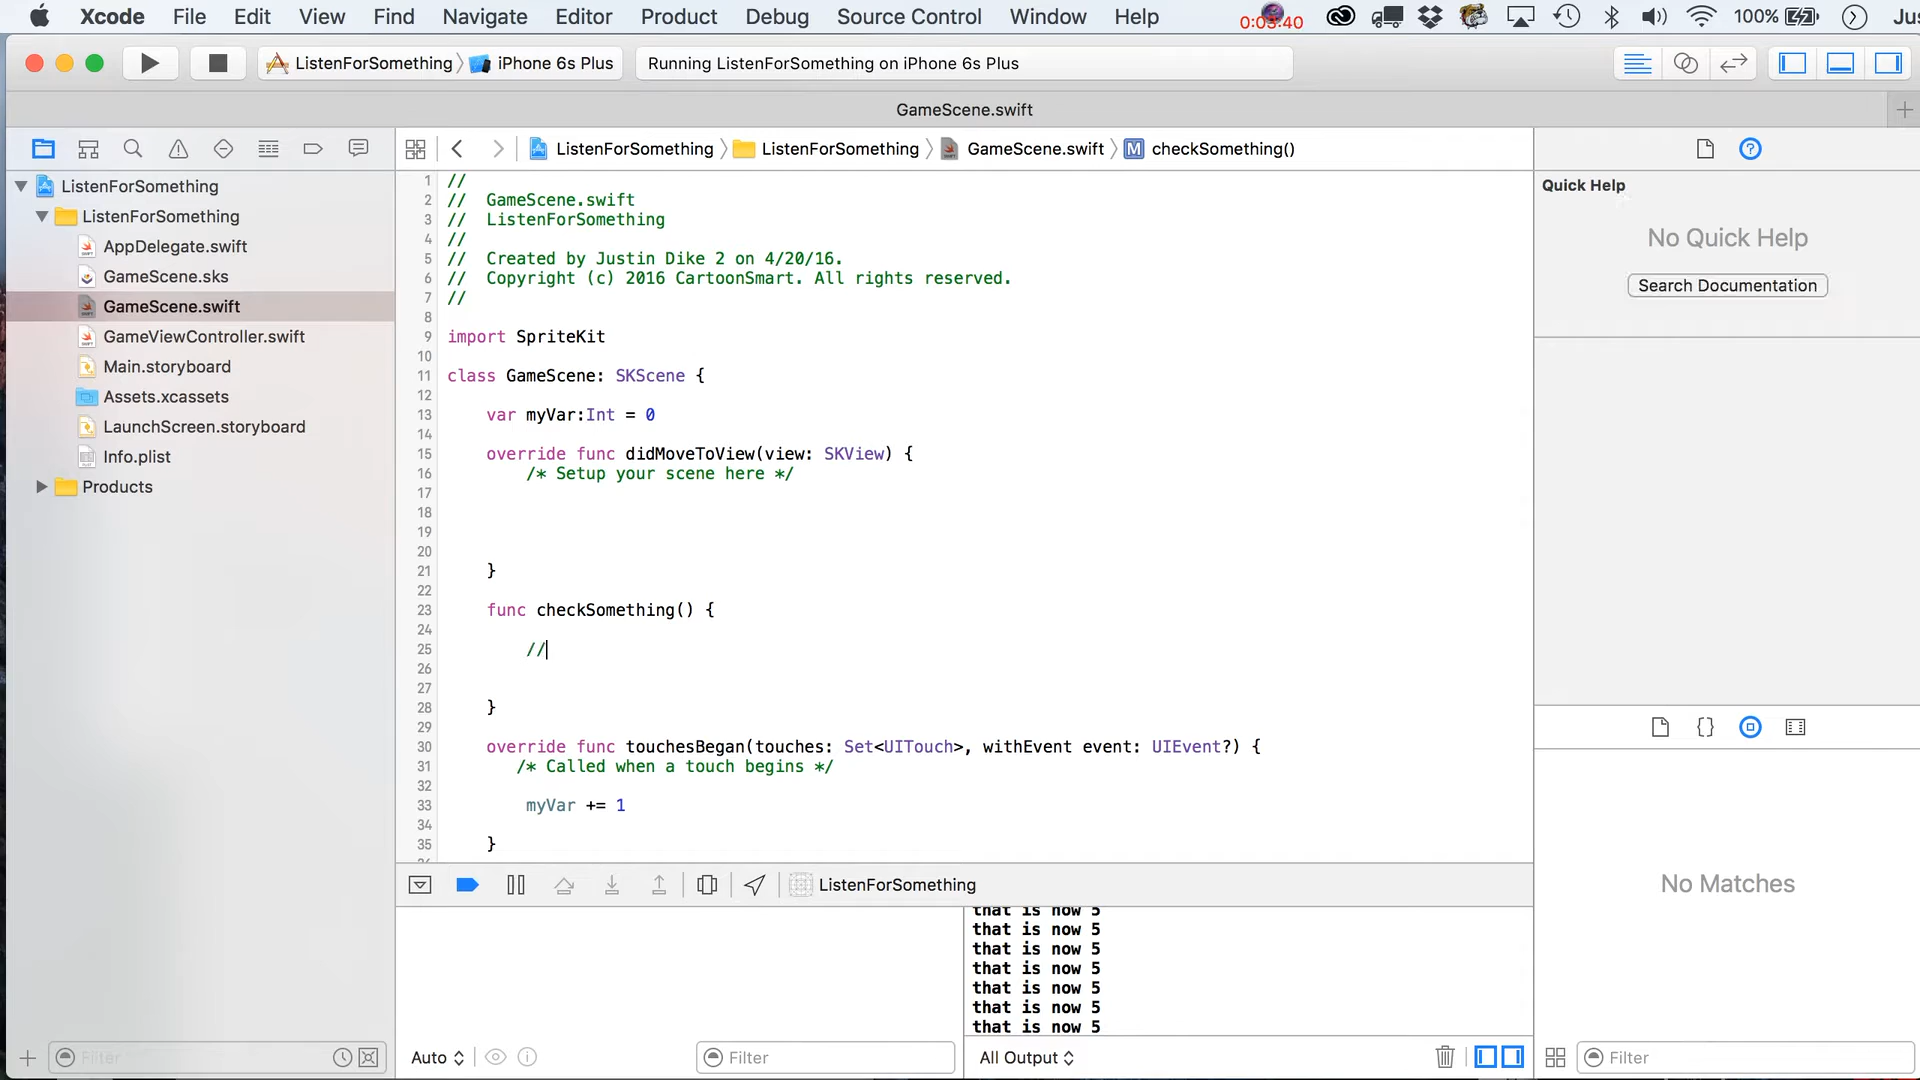 Xcode File Edit View Find Navigate Editor Product Debug Source Control Window Help 100%
ListenForSomething iPhone 6s Plus Running ListenForSomething on iPhone 6s Plus
GameScene.swift
ListenForSomething ListenForSomething GameScene.swift M checkSomething()
ListenForSomething
ListenForSomething
AppDelegate.swift
GameScene.sks
GameScene.swift
GameViewController.swift
Main.storyboard
Assets.xcassets
LaunchScreen.storyboard
Info.plist
Products
Filter
1 //
2 // GameScene.swift
3 // ListenForSomething
4 //
5 // Created by Justin Dike 2 on 4/20/16.
6 // Copyright (c) 2016 CartoonSmart. All rights reserved.
7 //
8
9 import SpriteKit
10
11 class GameScene: SKScene {
12
13 var myVar:Int = 0
14
15 override func didMoveToView(view: SKView) {
16 /* Setup your scene here */
17
18
19
20
21 }
22
23 func checkSomething() {
24
25 //
26
27
28 }
29
30 override func touchesBegan(touches: Set<UITouch>, withEvent event: UIEvent?) {
31 /* Called when a touch begins */
32
33 myVar += 1
34
35 }
ListenForSomething
that is now 5
that is now 5
that is now 5
that is now 5
that is now 5
that is now 5
that is now 5
Auto Filter All Output
Quick Help
No Quick Help
Search Documentation
No Matches
Filter